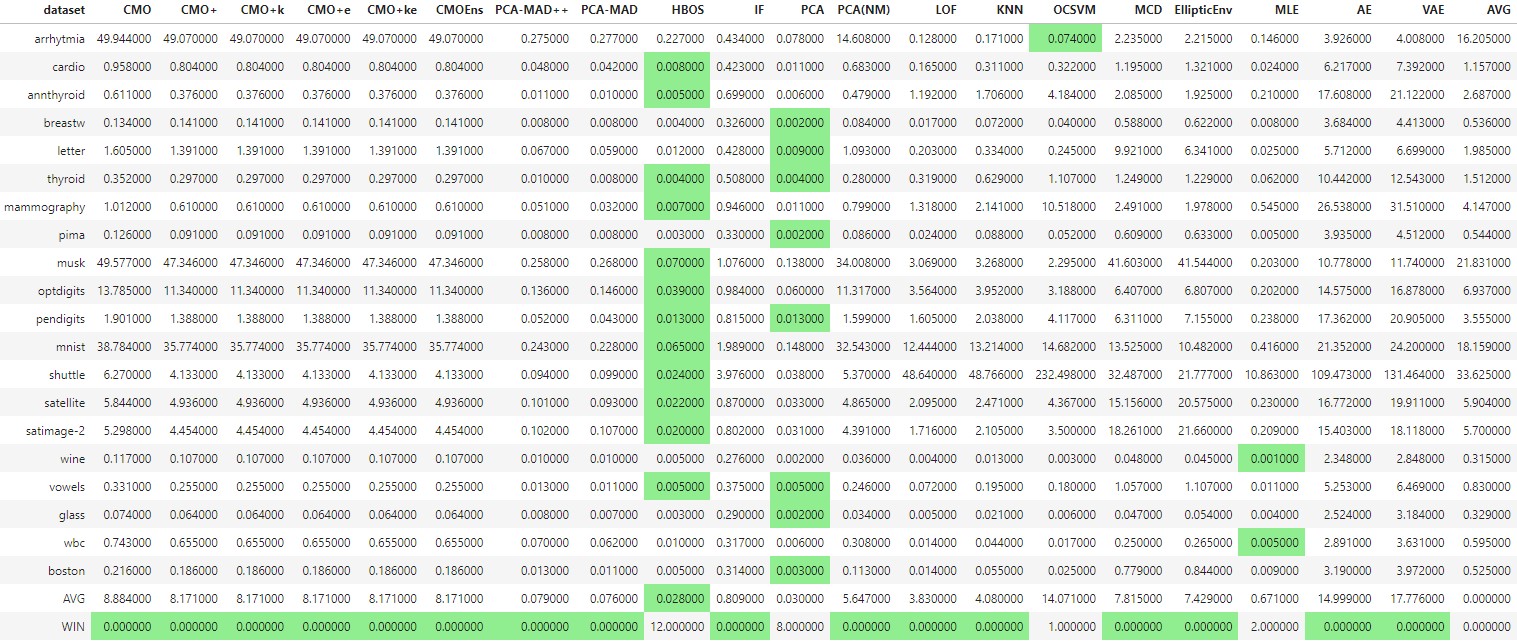 dataset CMO CMO+ CMO+k CMO+e CMO+ke CMOEns PCA-MAD++ PCA-MAD HBOS IF PCA PCA(NM) LOF KNN OCSVM MCD EllipticEnv MLE AE VAE AVG
arrhytmia 49.944000 49.070000 49.070000 49.070000 49.070000 49.070000 0.275000 0.277000 0.227000 0.434000 0.078000 14.608000 0.128000 0.171000 0.074000 2.235000 2.215000 0.146000 3.926000 4.008000 16.205000
cardio 0.958000 0.804000 0.804000 0.804000 0.804000 0.804000 0.048000 0.042000 0.008000 0.423000 0.011000 0.683000 0.165000 0.311000 0.322000 1.195000 1.321000 0.024000 6.217000 7.392000 1.157000
annthyroid 0.611000 0.376000 0.376000 0.376000 0.376000 0.376000 0.011000 0.010000 0.005000 0.699000 0.006000 0.479000 1.192000 1.706000 4.184000 2.085000 1.925000 0.210000 17.608000 21.122000 2.687000
breastw 0.134000 0.141000 0.141000 0.141000 0.141000 0.141000 0.008000 0.008000 0.004000 0.326000 0.002000 0.084000 0.017000 0.072000 0.040000 0.588000 0.622000 0.008000 3.684000 4.413000 0.536000
letter 1.605000 1.391000 1.391000 1.391000 1.391000 1.391000 0.067000 0.059000 0.012000 0.428000 0.009000 1.093000 0.203000 0.334000 0.245000 9.921000 6.341000 0.025000 5.712000 6.699000 1.985000
thyroid 0.352000 0.297000 0.297000 0.297000 0.297000 0.297000 0.010000 0.008000 0.004000 0.508000 0.004000 0.280000 0.319000 0.629000 1.107000 1.249000 1.229000 0.062000 10.442000 12.543000 1.512000
mammography 1.012000 0.610000 0.610000 0.610000 0.610000 0.610000 0.051000 0.032000 0.007000 0.946000 0.011000 0.799000 1.318000 2.141000 10.518000 2.491000 1.978000 0.545000 26.538000 31.510000 4.147000
pima 0.126000 0.091000 0.091000 0.091000 0.091000 0.091000 0.008000 0.008000 0.003000 0.330000 0.002000 0.086000 0.024000 0.088000 0.052000 0.609000 0.633000 0.005000 3.935000 4.512000 0.544000
musk 49.577000 47.346000 47.346000 47.346000 47.346000 47.346000 0.258000 0.268000 0.070000 1.076000 0.138000 34.008000 3.069000 3.268000 2.295000 41.603000 41.544000 0.203000 10.778000 11.740000 21.831000
optdigits 13.785000 11.340000 11.340000 11.340000 11.340000 11.340000 0.136000 0.146000 0.039000 0.984000 0.060000 11.317000 3.564000 3.952000 3.188000 6.407000 6.807000 0.202000 14.575000 16.878000 6.937000
pendigits 1.901000 1.388000 1.388000 1.388000 1.388000 1.388000 0.052000 0.043000 0.013000 0.815000 0.013000 1.599000 1.605000 2.038000 4.117000 6.311000 7.155000 0.238000 17.362000 20.905000 3.555000
mnist 38.784000 35.774000 35.774000 35.774000 35.774000 35.774000 0.243000 0.228000 0.065000 1.989000 0.148000 32.543000 12.444000 13.214000 14.682000 13.525000 10.482000 0.416000 21.352000 24.200000 18.159000
shuttle 6.270000 4.133000 4.133000 4.133000 4.133000 4.133000 0.094000 0.099000 0.024000 3.976000 0.038000 5.370000 48.640000 48.766000 232.498000 32.487000 21.777000 10.863000 109.473000 131.464000 33.625000
satellite 5.844000 4.936000 4.936000 4.936000 4.936000 4.936000 0.101000 0.093000 0.022000 0.870000 0.033000 4.865000 2.095000 2.471000 4.367000 15.156000 20.575000 0.230000 16.772000 19.911000 5.904000
satimage-2 5.298000 4.454000 4.454000 4.454000 4.454000 4.454000 0.102000 0.107000 0.020000 0.802000 0.031000 4.391000 1.716000 2.105000 3.500000 18.261000 21.660000 0.209000 15.403000 18.118000 5.700000
wine 0.117000 0.107000 0.107000 0.107000 0.107000 0.107000 0.010000 0.010000 0.005000 0.276000 0.002000 0.036000 0.004000 0.013000 0.003000 0.048000 0.045000 0.001000 2.348000 2.848000 0.315000
vowels 0.331000 0.255000 0.255000 0.255000 0.255000 0.255000 0.013000 0.011000 0.005000 0.375000 0.005000 0.246000 0.072000 0.195000 0.180000 1.057000 1.107000 0.011000 5.253000 6.469000 0.830000
glass 0.074000 0.064000 0.064000 0.064000 0.064000 0.064000 0.008000 0.007000 0.003000 0.290000 0.002000 0.034000 0.005000 0.021000 0.006000 0.047000 0.054000 0.004000 2.524000 3.184000 0.329000
wbc 0.743000 0.655000 0.655000 0.655000 0.655000 0.655000 0.070000 0.062000 0.010000 0.317000 0.006000 0.308000 0.014000 0.044000 0.017000 0.250000 0.265000 0.005000 2.891000 3.631000 0.595000
boston 0.216000 0.186000 0.186000 0.186000 0.186000 0.186000 0.013000 0.011000 0.005000 0.314000 0.003000 0.113000 0.014000 0.055000 0.025000 0.779000 0.844000 0.009000 3.190000 3.972000 0.525000
AVG 8.884000 8.171000 8.171000 8.171000 8.171000 8.171000 0.079000 0.076000 0.028000 0.809000 0.030000 5.647000 3.830000 4.080000 14.071000 7.815000 7.429000 0.671000 14.999000 17.776000 0.000000
WIN 0.000000 0.000000 0.000000 0.000000 0.000000 0.000000 0.000000 0.000000 12.000000 0.000000 8.000000 0.000000 0.000000 0.000000 1.000000 0.000000 0.000000 2.000000 0.000000 0.000000 0.000000